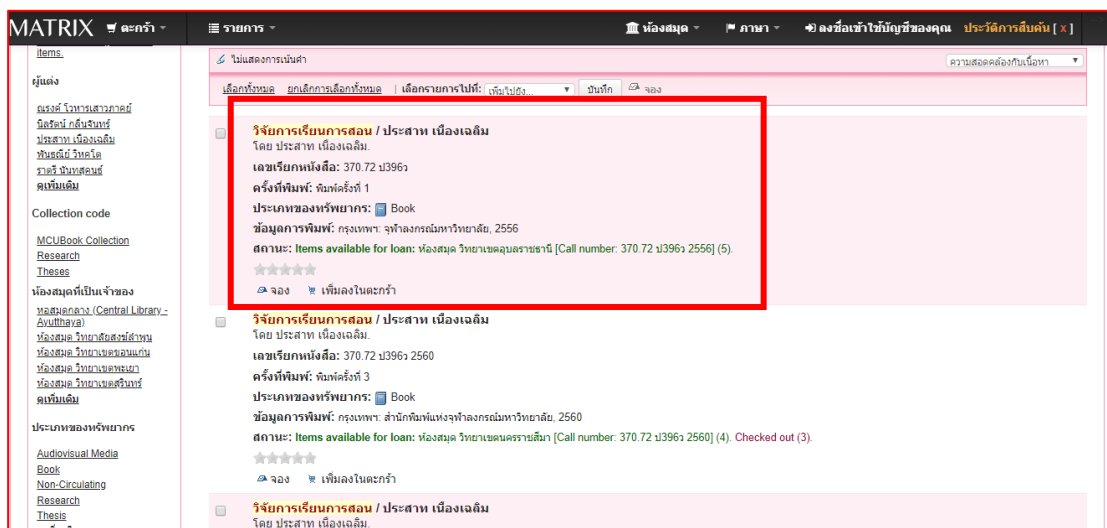 MATRIX ตะกร้า รายการ ห้องสมุด ภาษา ลงชื่อเข้าใช้บัญชีของคุณ ประวัติการสืบค้น [ x ]
items.
ผู้แต่ง
ณรงค์ โวหารเสาวภาคย์
นิลรัตน์ กลิ่นจันทร์
ประสาท เนืองเฉลิม
พันธณีย์ วิหคโต
ราตรี นันทสุคนธ์
ดูเพิ่มเติม
Collection code
MCUBook Collection
Research
Theses
ห้องสมุดที่เป็นเจ้าของ
หอสมุดกลาง (Central Library -
Ayutthaya)
ห้องสมุด วิทยาลัยสงฆ์ลำพูน
ห้องสมุด วิทยาเขตขอนแก่น
ห้องสมุด วิทยาเขตพะเยา
ห้องสมุด วิทยาเขตสุรินทร์
ดูเพิ่มเติม
ประเภทของทรัพยากร
Audiovisual Media
Book
Non-Circulating
Research
Thesis
ไม่แสดงการเน้นคำ ความสอดคล้องกับเนื้อหา
เลือกทั้งหมด ยกเลิกการเลือกทั้งหมด | เลือกรายการไปที่: เพิ่มไปยัง... บันทึก จอง
วิจัยการเรียนการสอน / ประสาท เนืองเฉลิม
โดย ประสาท เนืองเฉลิม.
เลขเรียกหนังสือ: 370.72 ป396ว
ครั้งที่พิมพ์: พิมพ์ครั้งที่ 1
ประเภทของทรัพยากร: Book
ข้อมูลการพิมพ์: กรุงเทพฯ: จุฬาลงกรณ์มหาวิทยาลัย, 2556
สถานะ: Items available for loan: ห้องสมุด วิทยาเขตอุบลราชธานี [Call number: 370.72 ป396ว 2556] (5).
จอง เพิ่มลงในตะกร้า
วิจัยการเรียนการสอน / ประสาท เนืองเฉลิม
โดย ประสาท เนืองเฉลิม.
เลขเรียกหนังสือ: 370.72 ป396ว 2560
ครั้งที่พิมพ์: พิมพ์ครั้งที่ 3
ประเภทของทรัพยากร: Book
ข้อมูลการพิมพ์: กรุงเทพฯ: สำนักพิมพ์แห่งจุฬาลงกรณ์มหาวิทยาลัย, 2560
สถานะ: Items available for loan: ห้องสมุด วิทยาเขตนครราชสีมา [Call number: 370.72 ป396ว 2560] (4). Checked out (3).
จอง เพิ่มลงในตะกร้า
วิจัยการเรียนการสอน / ประสาท เนืองเฉลิม
โดย ประสาท เนืองเฉลิม.